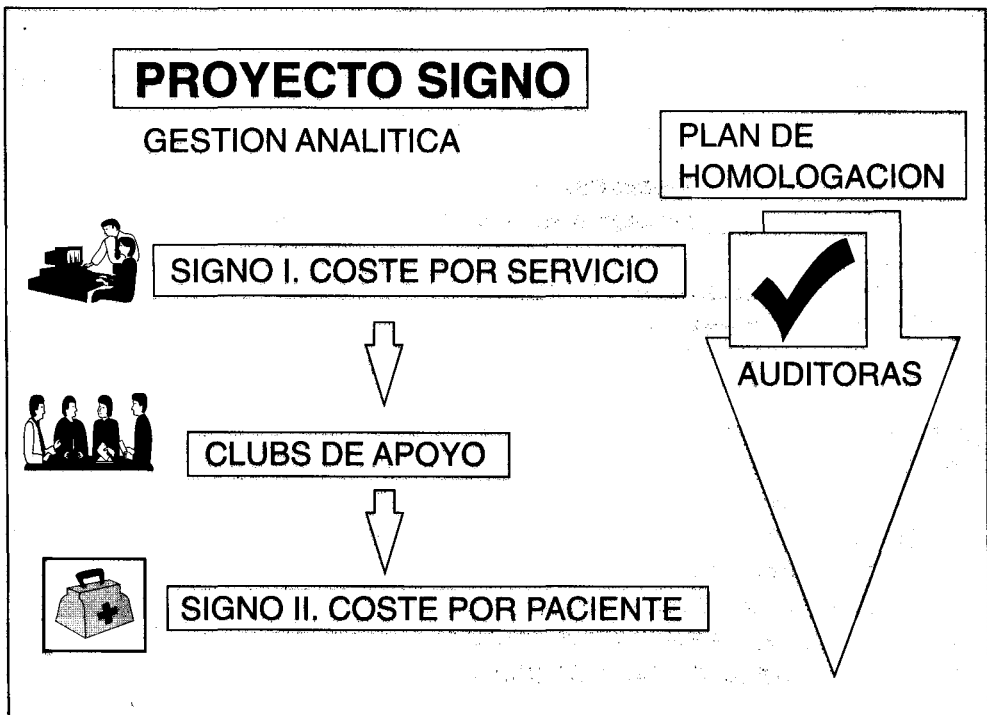 PROYECTO SIGNO
GESTION ANALITICA
PLAN DE
HOMOLOGACION
SIGNO I. COSTE POR SERVICIO
AUDITORAS
CLUBS DE APOYO
SIGNO II. COSTE POR PACIENTE